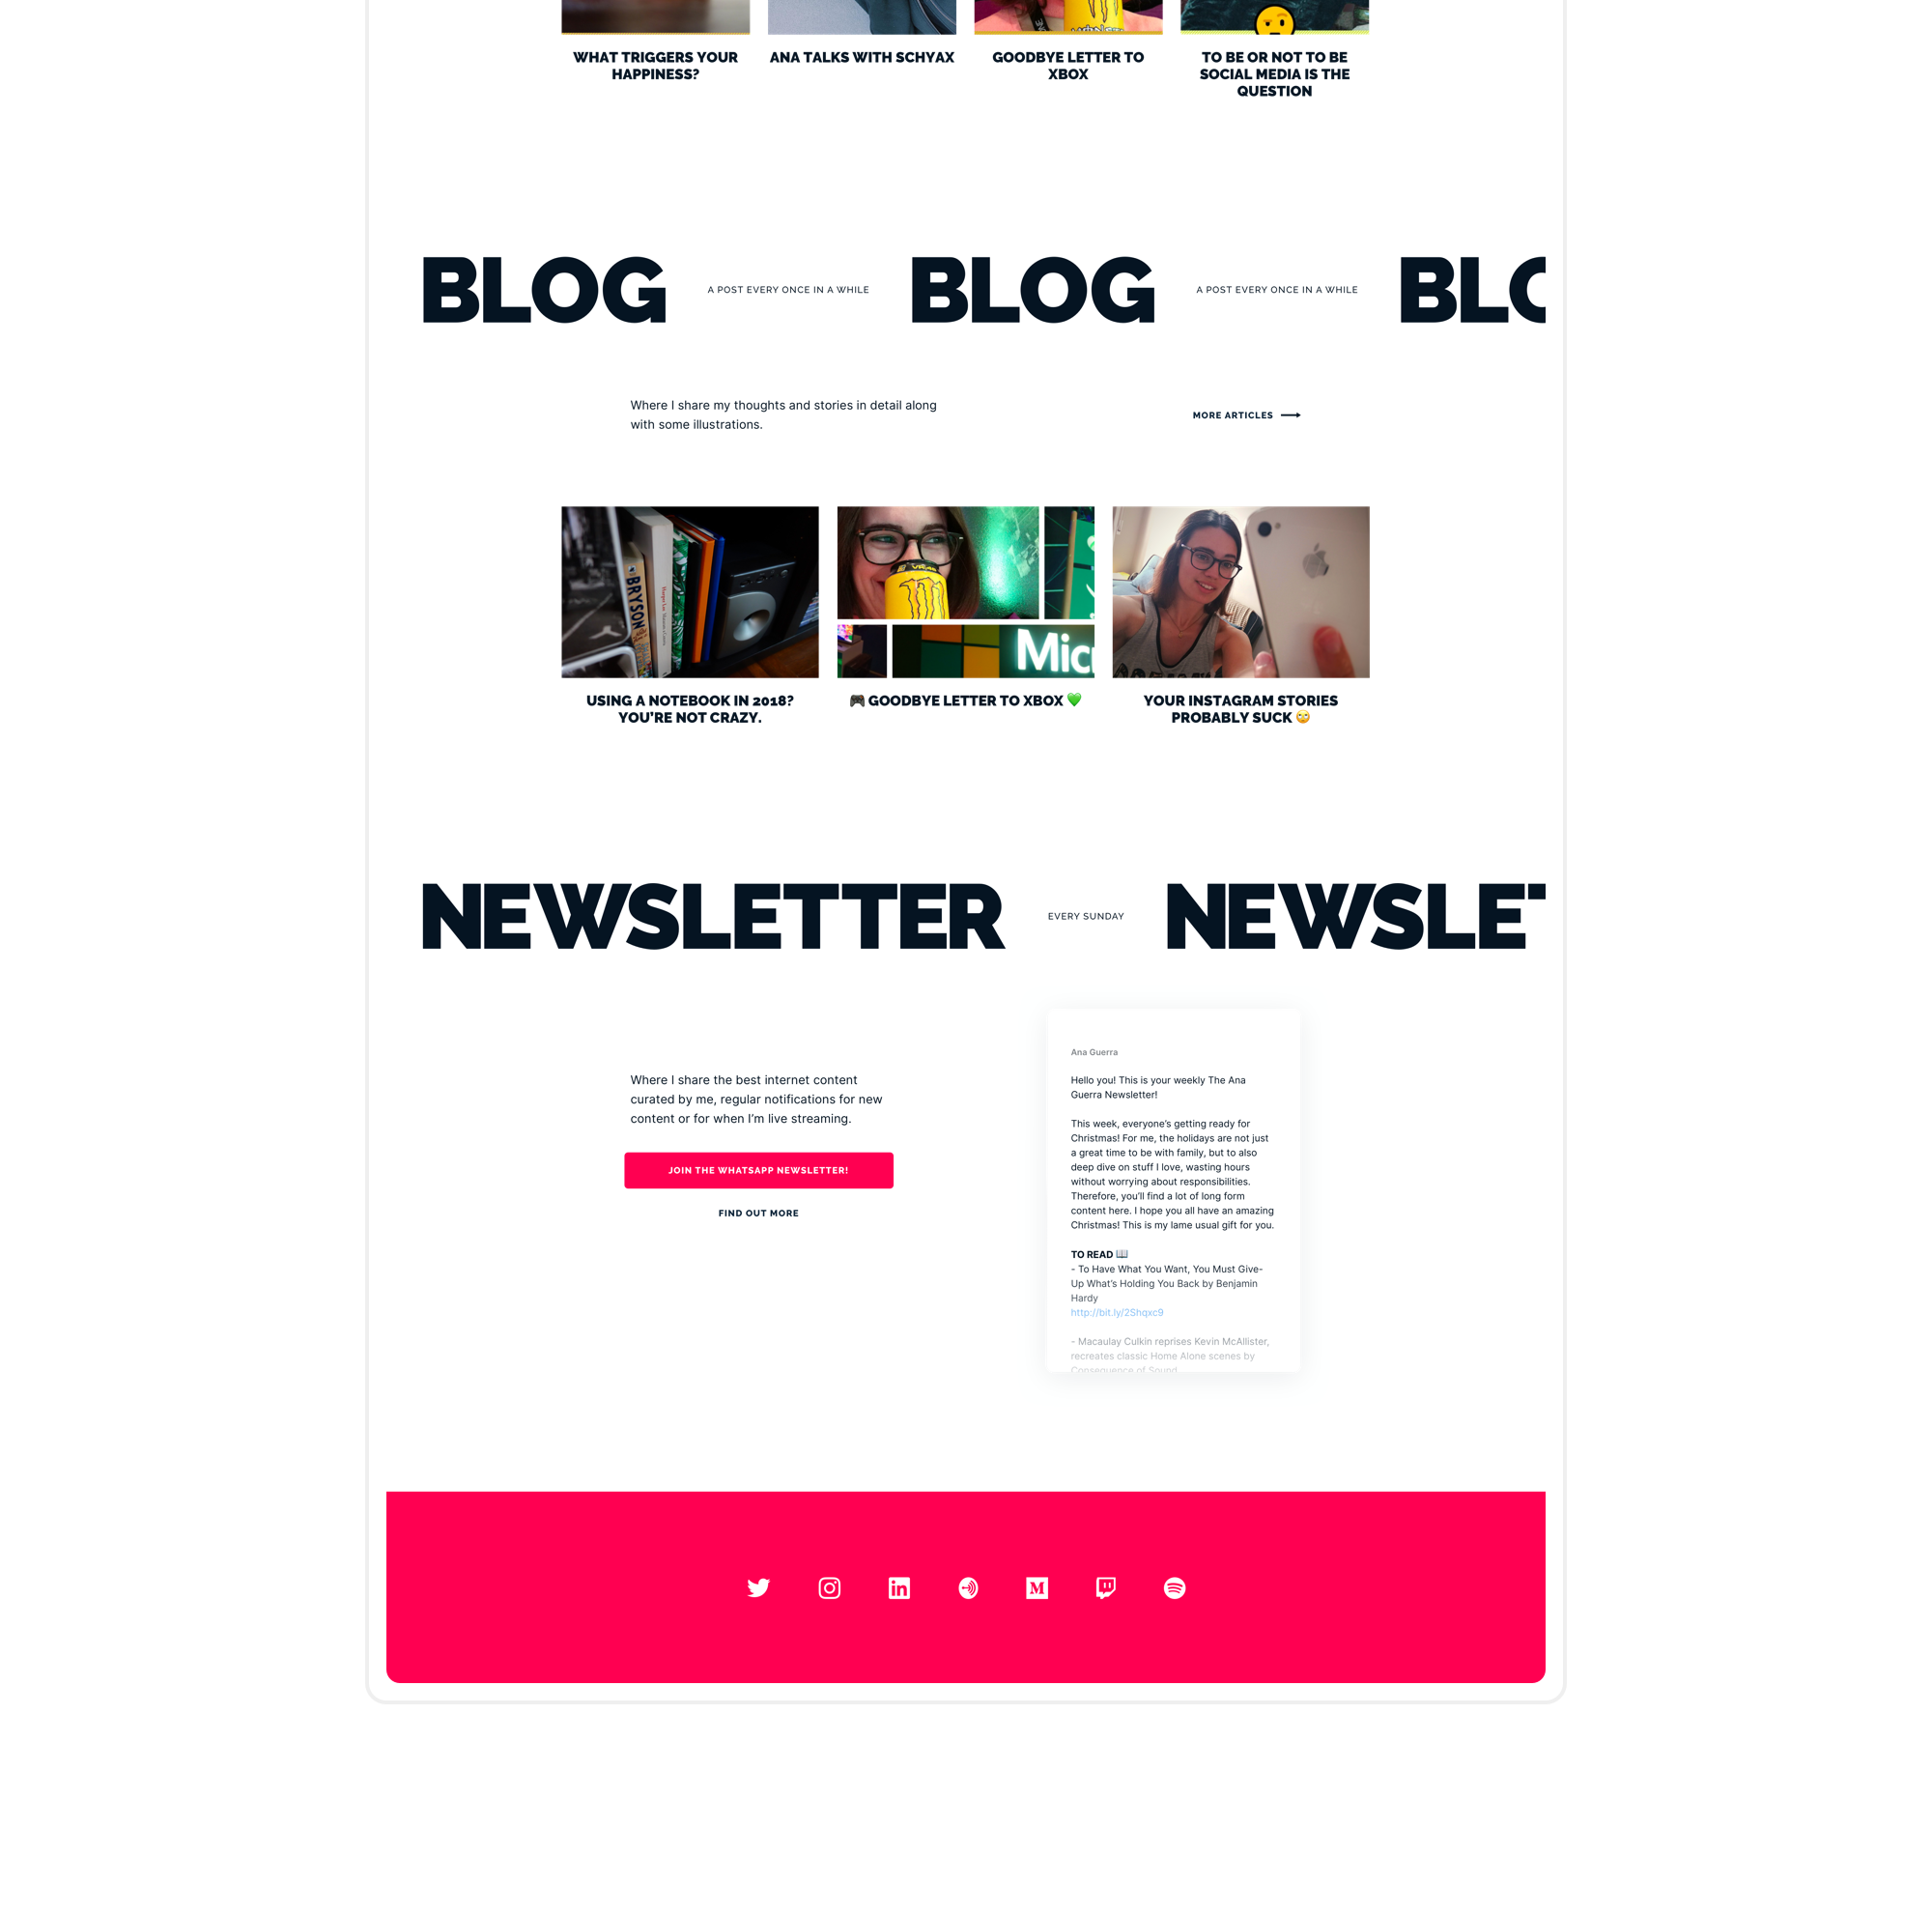 WHAT TRIGGERS YOUR
HAPPINESS?
ANA TALKS WITH SCHYAX
GOODBYE LETTER TO
XBOX
TO BE OR NOT TO BE
SOCIAL MEDIA IS THE
QUESTION
BLOG A POST EVERY ONCE IN A WHILE BLOG A POST EVERY ONCE IN A WHILE BLO
Where I share my thoughts and stories in detail along
with some illustrations.
MORE ARTICLES
BRYSON
Micr
USING A NOTEBOOK IN 2018?
YOU'RE NOT CRAZY.
🎮 GOODBYE LETTER TO XBOX 💚
YOUR INSTAGRAM STORIES
PROBABLY SUCK 🙄
NEWSLETTER EVERY SUNDAY NEWSLET
Where I share the best internet content
curated by me, regular notifications for new
content or for when I'm live streaming.
JOIN THE WHATSAPP NEWSLETTER!
FIND OUT MORE
Ana Guerra
Hello you! This is your weekly The Ana
Guerra Newsletter!
This week, everyone's getting ready for
Christmas! For me, the holidays are not just
a great time to be with family, but to also
deep dive on stuff I love, wasting hours
without worrying about responsibilities.
Therefore, you'll find a lot of long form
content here. I hope you all have an amazing
Christmas! This is my lame usual gift for you.
TO READ 📖
- To Have What You Want, You Must Give-
Up What's Holding You Back by Benjamin
Hardy
http://bit.ly/2Shqxc9
- Macaulay Culkin reprises Kevin McAllister,
recreates classic Home Alone scenes by
Consequence of Sound